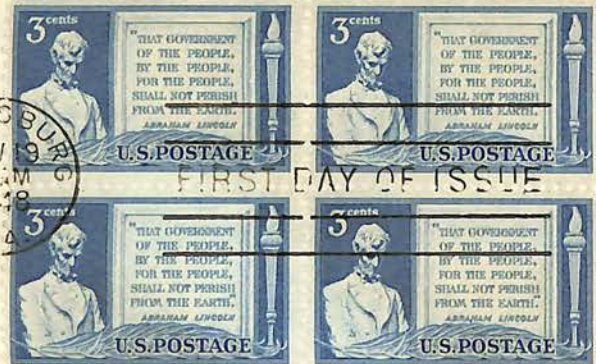 3 cents
"THAT GOVERNMENT
OF THE PEOPLE,
BY THE PEOPLE,
FOR THE PEOPLE,
SHALL NOT PERISH
FROM THE EARTH."
ABRAHAM LINCOLN
U.S.POSTAGE
3 cents
"THAT GOVERNMENT
OF THE PEOPLE,
BY THE PEOPLE,
FOR THE PEOPLE,
SHALL NOT PERISH
FROM THE EARTH."
ABRAHAM LINCOLN
U.S.POSTAGE
SBURG
19
M
48
A.
FIRST DAY OF ISSUE
3 cents
"THAT GOVERNMENT
OF THE PEOPLE,
BY THE PEOPLE,
FOR THE PEOPLE,
SHALL NOT PERISH
FROM THE EARTH."
ABRAHAM LINCOLN
U.S.POSTAGE
3 cents
"THAT GOVERNMENT
OF THE PEOPLE,
BY THE PEOPLE,
FOR THE PEOPLE,
SHALL NOT PERISH
FROM THE EARTH."
ABRAHAM LINCOLN
U.S.POSTAGE